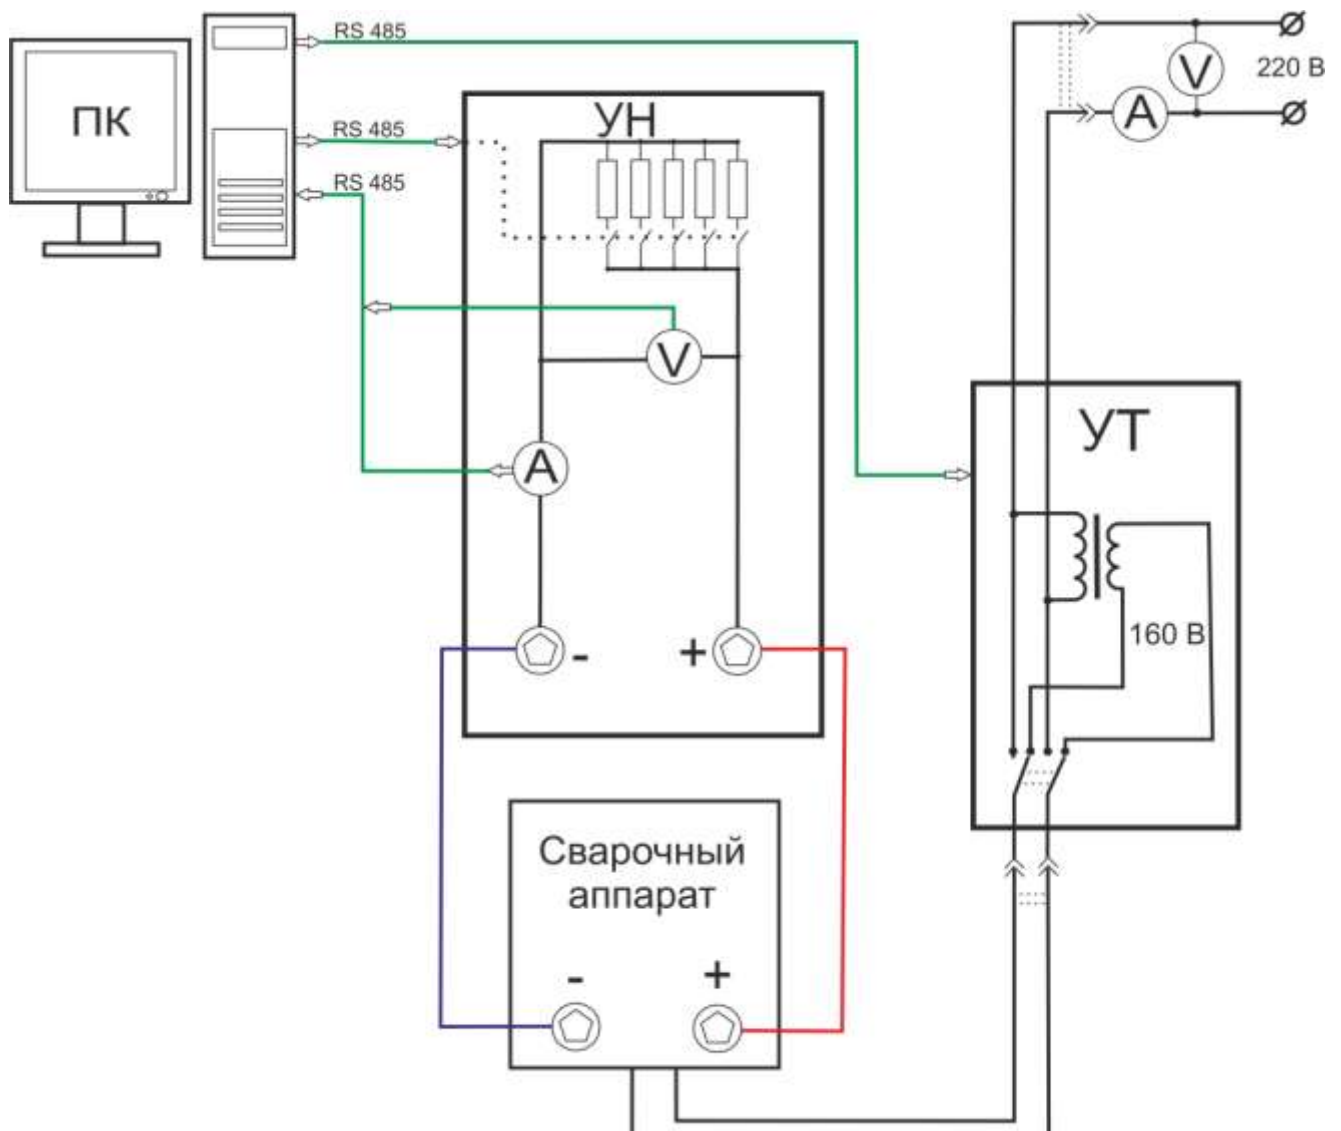 RS 485
ПК
RS 485
RS 485
УН
V
A
- +
V
220 В
A
УТ
160 В
Сварочный
аппарат
- +